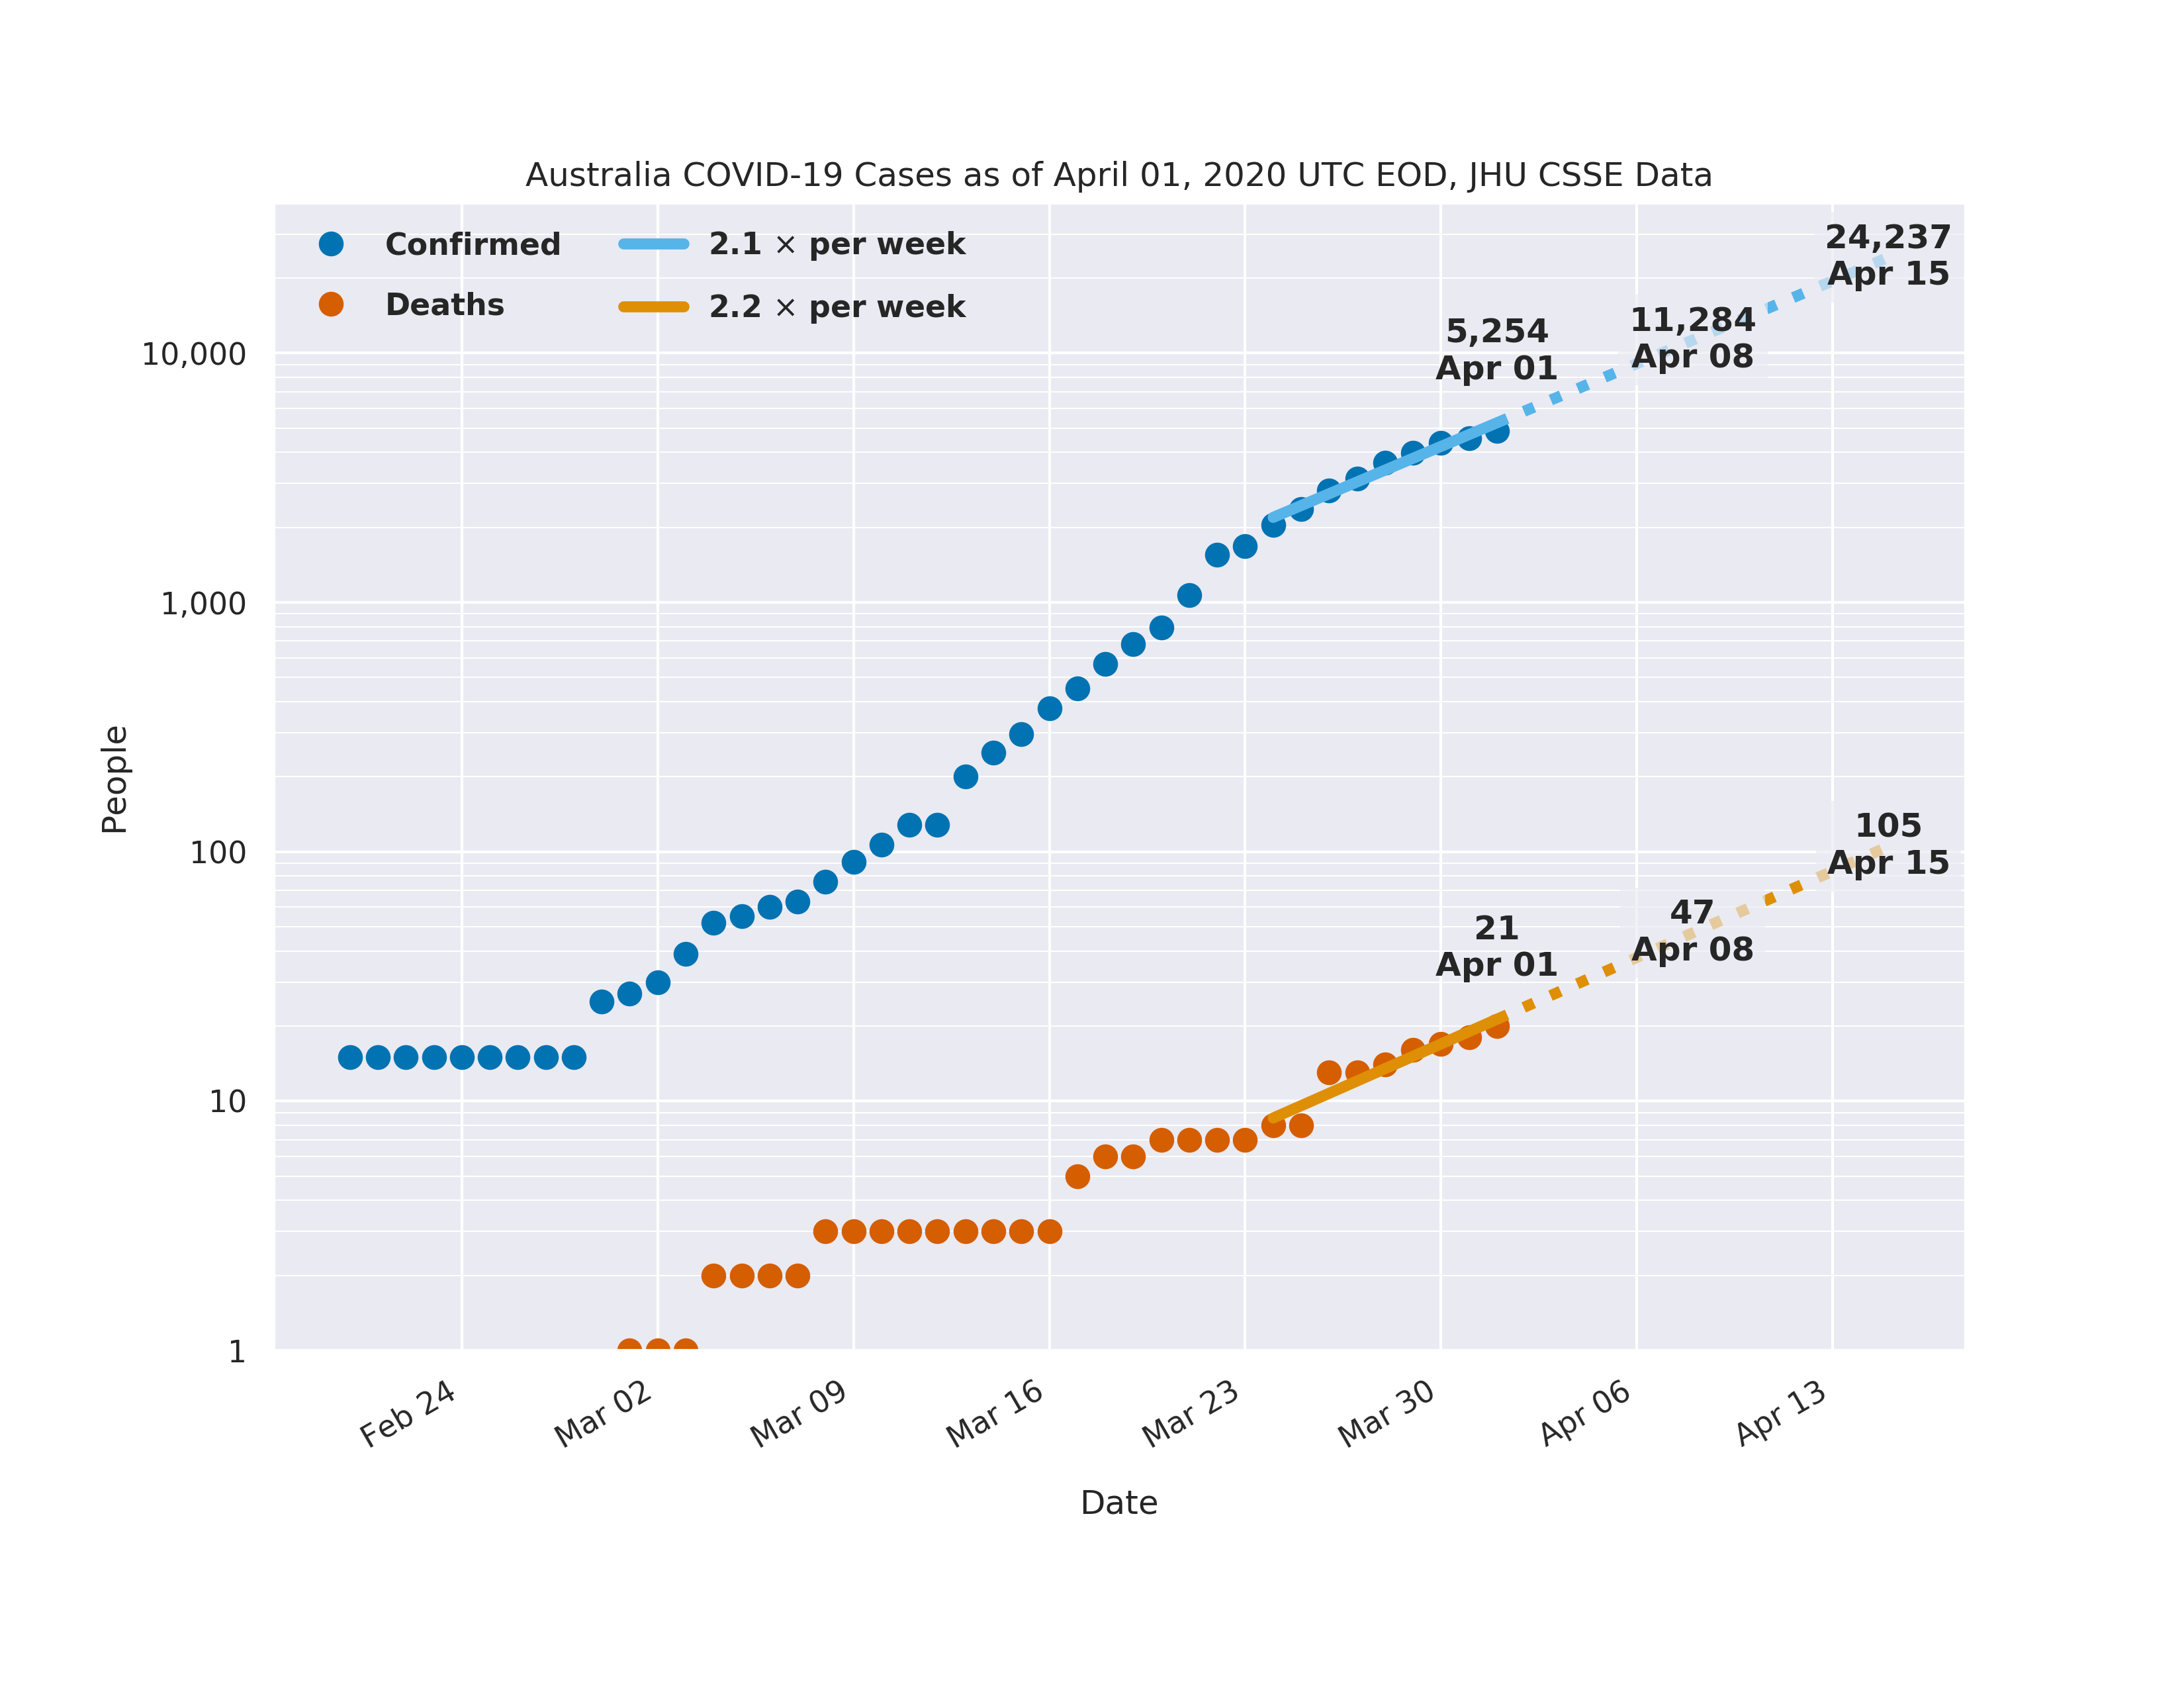 Australia COVID-19 Cases as of April 01, 2020 UTC EOD, JHU CSSE Data
Confirmed
Deaths
2.1 × per week
2.2 × per week
24,237
Apr 15
11,284
Apr 08
5,254
Apr 01
105
Apr 15
47
Apr 08
21
Apr 01
People
10,000
1,000
100
10
1
Feb 24
Mar 02
Mar 09
Mar 16
Mar 23
Mar 30
Apr 06
Apr 13
Date